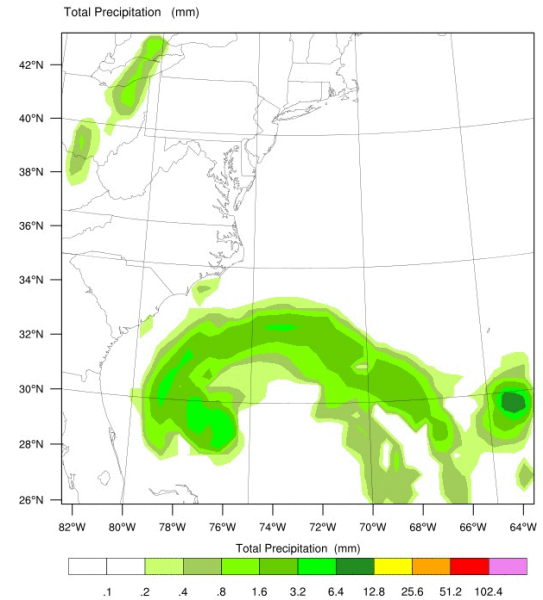 Total Precipitation (mm)
42°N
40°N
38°N
36°N
34°N
32°N
30°N
28°N
26°N
82°W 80°W 78°W 76°W 74°W 72°W 70°W 68°W 66°W 64°W
Total Precipitation (mm)
.1 .2 .4 .8 1.6 3.2 6.4 12.8 25.6 51.2 102.4